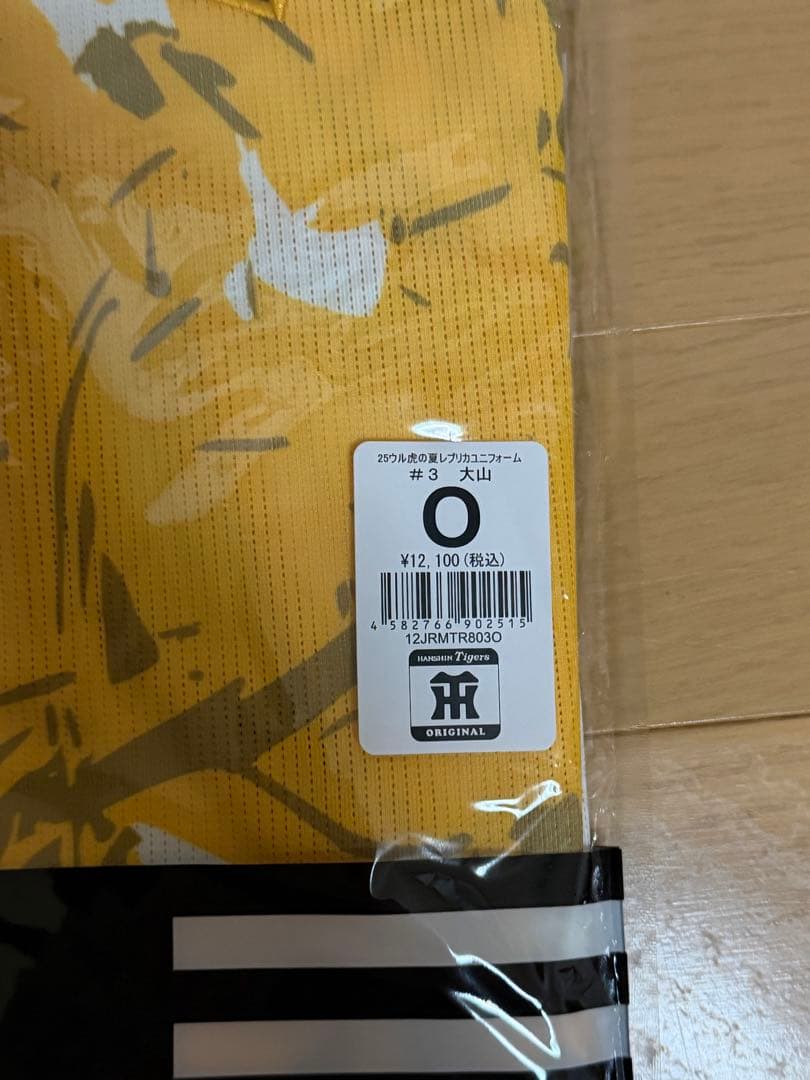 25ウル虎の夏レプリカユニフォーム
#3 大山
O
¥12,100(税込)
4 582766 902515
12JRMTR803O
HANSHIN Tigers
TH
ORIGINAL